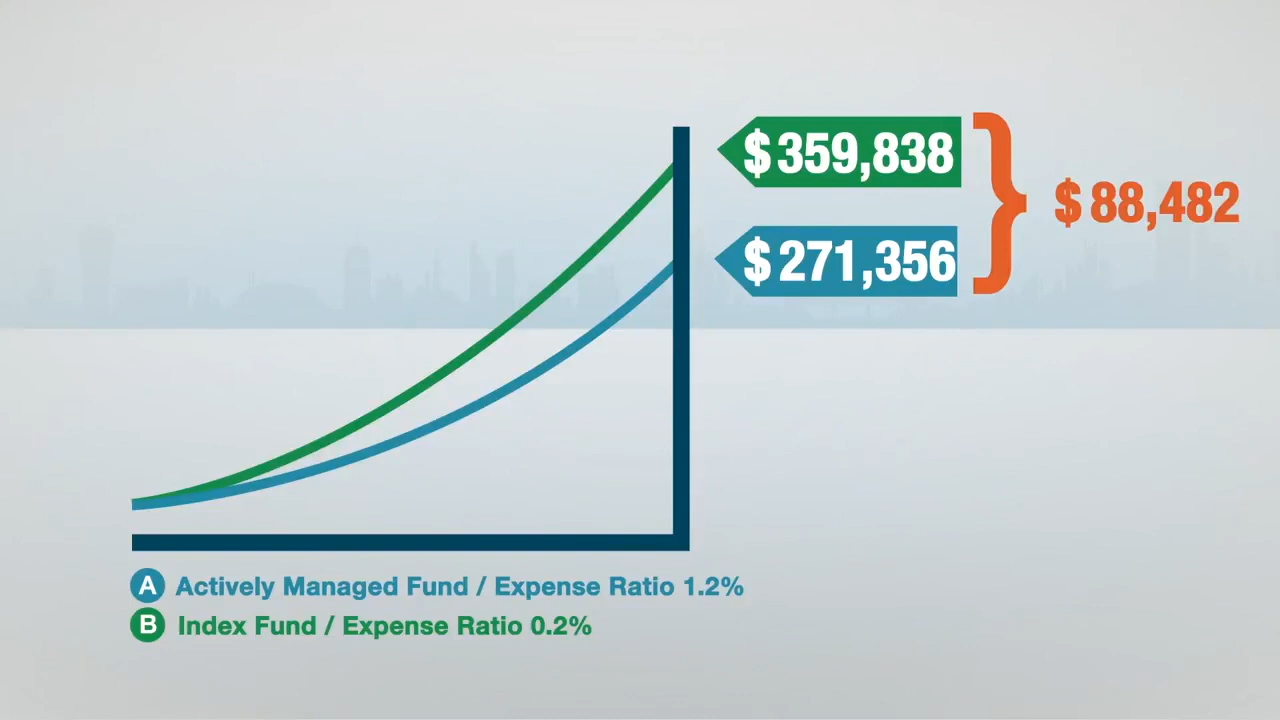 $359,838
$271,356
$88,482
A Actively Managed Fund / Expense Ratio 1.2%
B Index Fund / Expense Ratio 0.2%